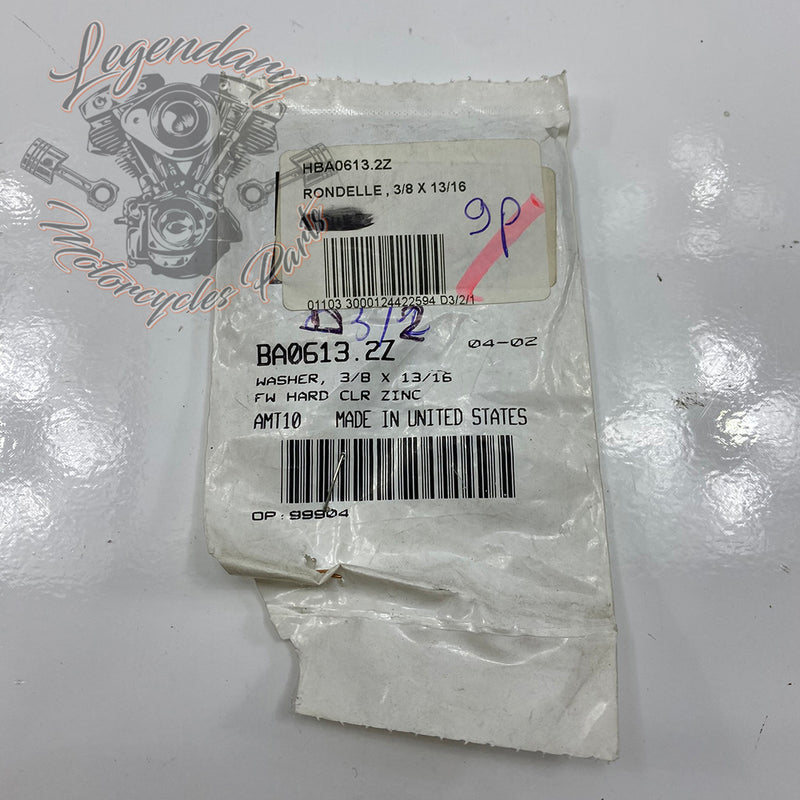 Legendary
Motorcycles Parts
HBA0613.2Z
RONDELLE , 3/8 X 13/16
9p
01103 3000124422594 D3/2/1
D3/2
BA0613.2Z 04-02
WASHER, 3/8 X 13/16
FW HARD CLR ZINC
AMT10 MADE IN UNITED STATES
OP: 99904